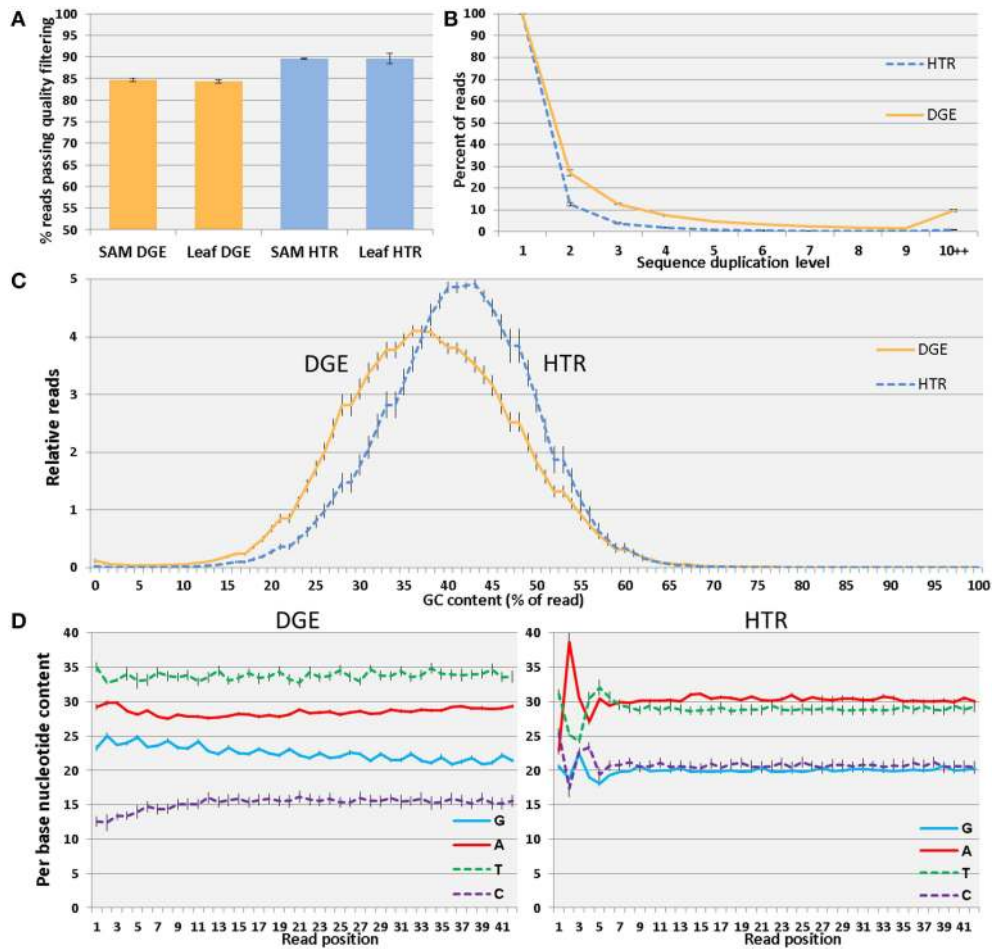 A
% reads passing quality filtering
100
95
90
85
80
75
70
65
60
55
50
SAM DGE Leaf DGE SAM HTR Leaf HTR
B
Percent of reads
100
90
80
70
60
50
40
30
20
10
0
HTR
DGE
1 2 3 4 5 6 7 8 9 10++
Sequence duplication level
C
Relative reads
5
4
3
2
1
0
DGE
HTR
DGE
HTR
0 5 10 15 20 25 30 35 40 45 50 55 60 65 70 75 80 85 90 95 100
GC content (% of read)
D
DGE
Per base nucleotide content
40
35
30
25
20
15
10
5
0
G
A
T
C
1 3 5 7 9 11 13 15 17 19 21 23 25 27 29 31 33 35 37 39 41
Read position
HTR
40
35
30
25
20
15
10
5
0
G
A
T
C
1 3 5 7 9 11 13 15 17 19 21 23 25 27 29 31 33 35 37 39 41
Read position